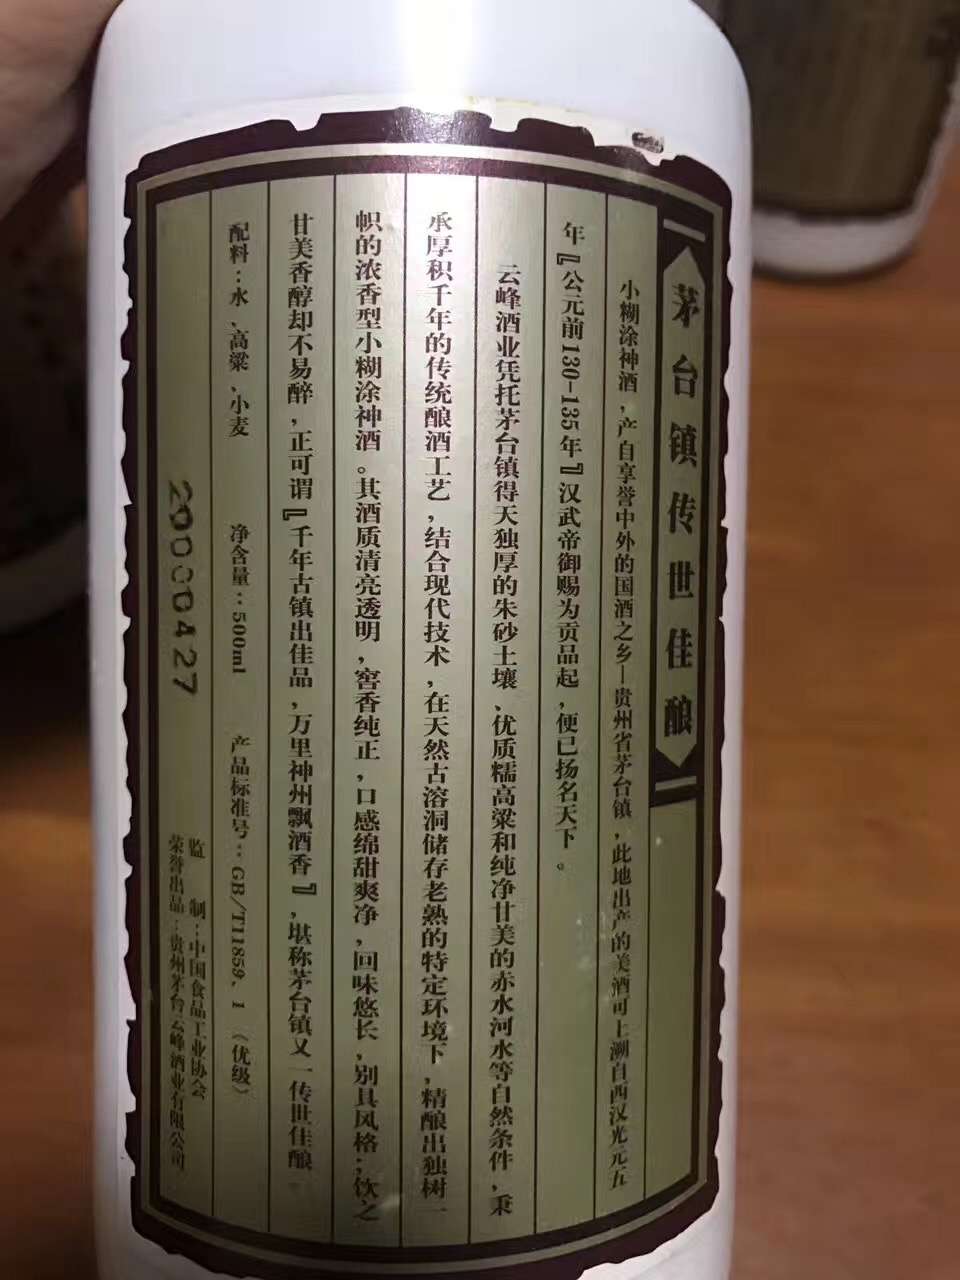 茅台镇传世佳酿
小糊涂神酒，产自享誉中外的国酒之乡—贵州省茅台镇，此地出产的美酒可上溯自西汉光元五
年『公元前130-135年』汉武帝御赐为贡品起，便已扬名天下。
云峰酒业凭托茅台镇得天独厚的朱砂土壤、优质糯高粱和纯净甘美的赤水河水等自然条件，秉
承厚积千年的传统酿酒工艺，结合现代技术，在天然古溶洞储存老熟的特定环境下，精酿出独树一
帜的浓香型小糊涂神酒。其酒质清亮透明，窖香纯正，口感绵甜爽净，回味悠长，别具风格；饮之
甘美香醇却不易醉，正可谓『千年古镇出佳品，万里神州飘酒香』，堪称茅台镇又一传世佳酿。
配料：水，高粱，小麦 净含量：500ml 产品标准号：GB/T11859.1（优级）
监制：中国食品工业协会
荣誉出品：贵州茅台云峰酒业有限公司
20000427